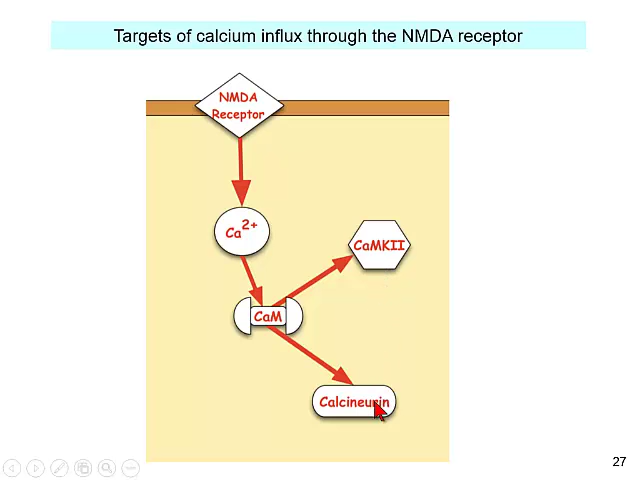 Targets of calcium influx through the NMDA receptor
NMDA
Receptor
Ca2+
CaMKII
CaM
Calcineurin
27